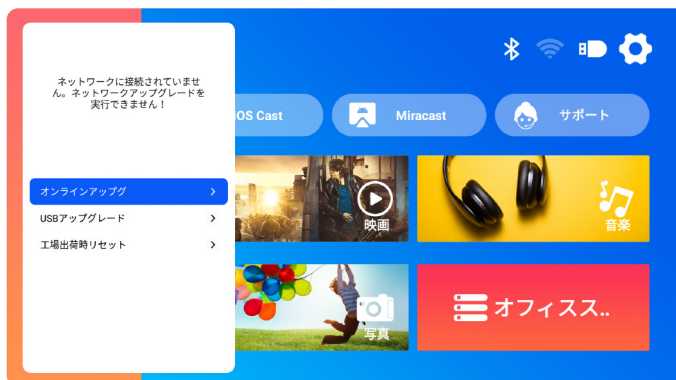 ネットワークに接続されていませ
ん。ネットワークアップグレードを
実行できません！
オンラインアップグ
USBアップグレード
工場出荷時リセット
iOS Cast
Miracast
サポート
映画
音楽
写真
オフィスス..